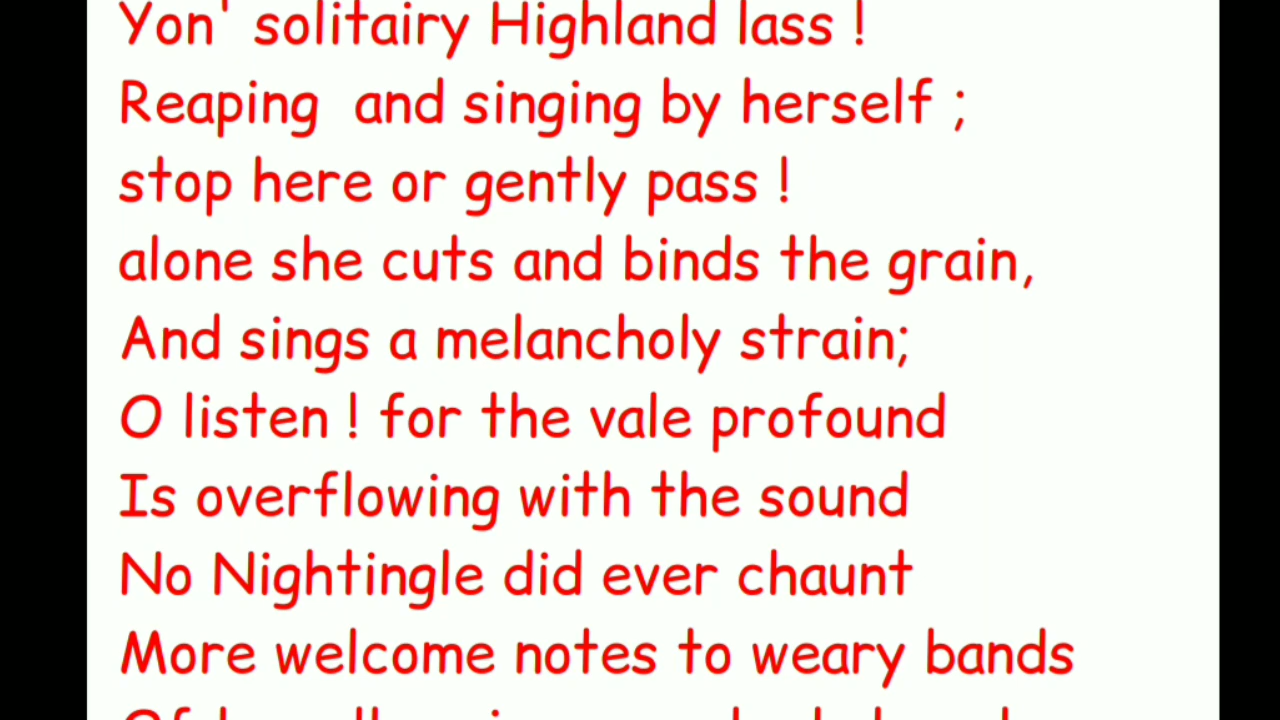 Yon' solitairy Highland lass !
Reaping  and singing by herself ;
stop here or gently pass !
alone she cuts and binds the grain,
And sings a melancholy strain;
O listen ! for the vale profound
Is overflowing with the sound
No Nightingle did ever chaunt
More welcome notes to weary bands